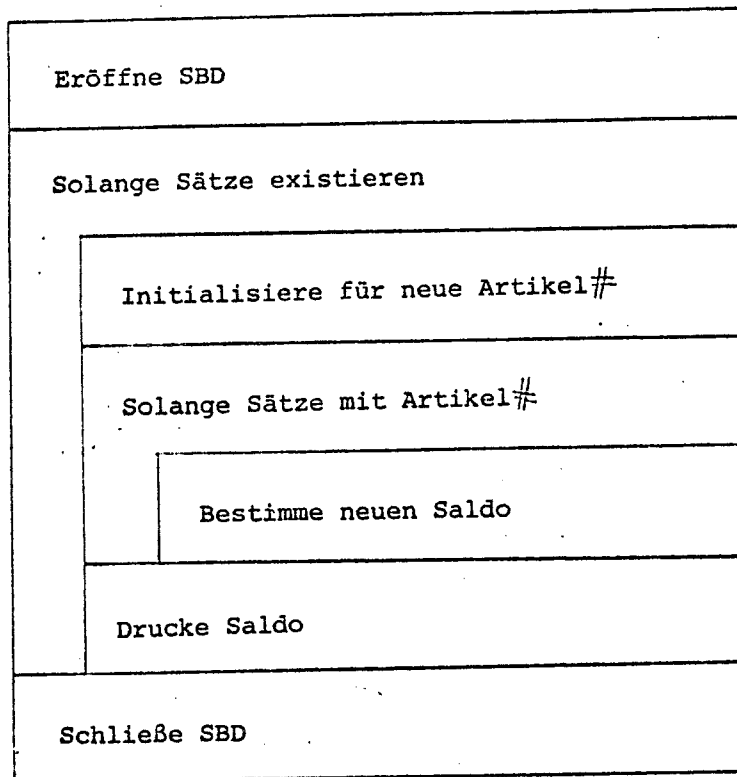 Eröffne SBD
Solange Sätze existieren
Initialisiere für neue Artikel#
Solange Sätze mit Artikel#
Bestimme neuen Saldo
Drucke Saldo
Schließe SBD